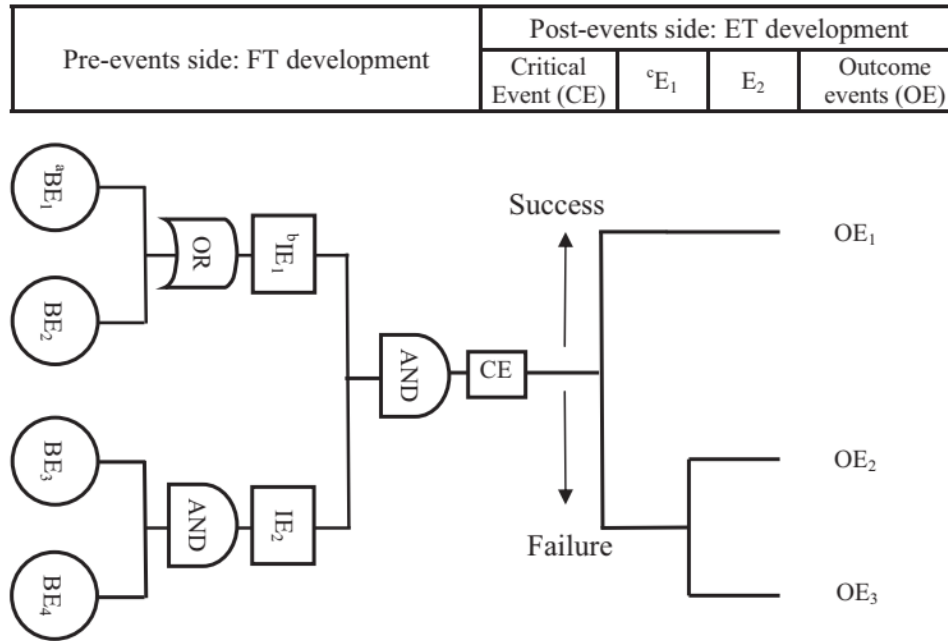 Pre-events side: FT development
Post-events side: ET development
Critical
Event (CE)
ᶜE₁
E₂
Outcome
events (OE)
ᵃBE₁
BE₂
OR
ᵇIE₁
BE₃
BE₄
AND
IE₂
AND
CE
Success
Failure
OE₁
OE₂
OE₃